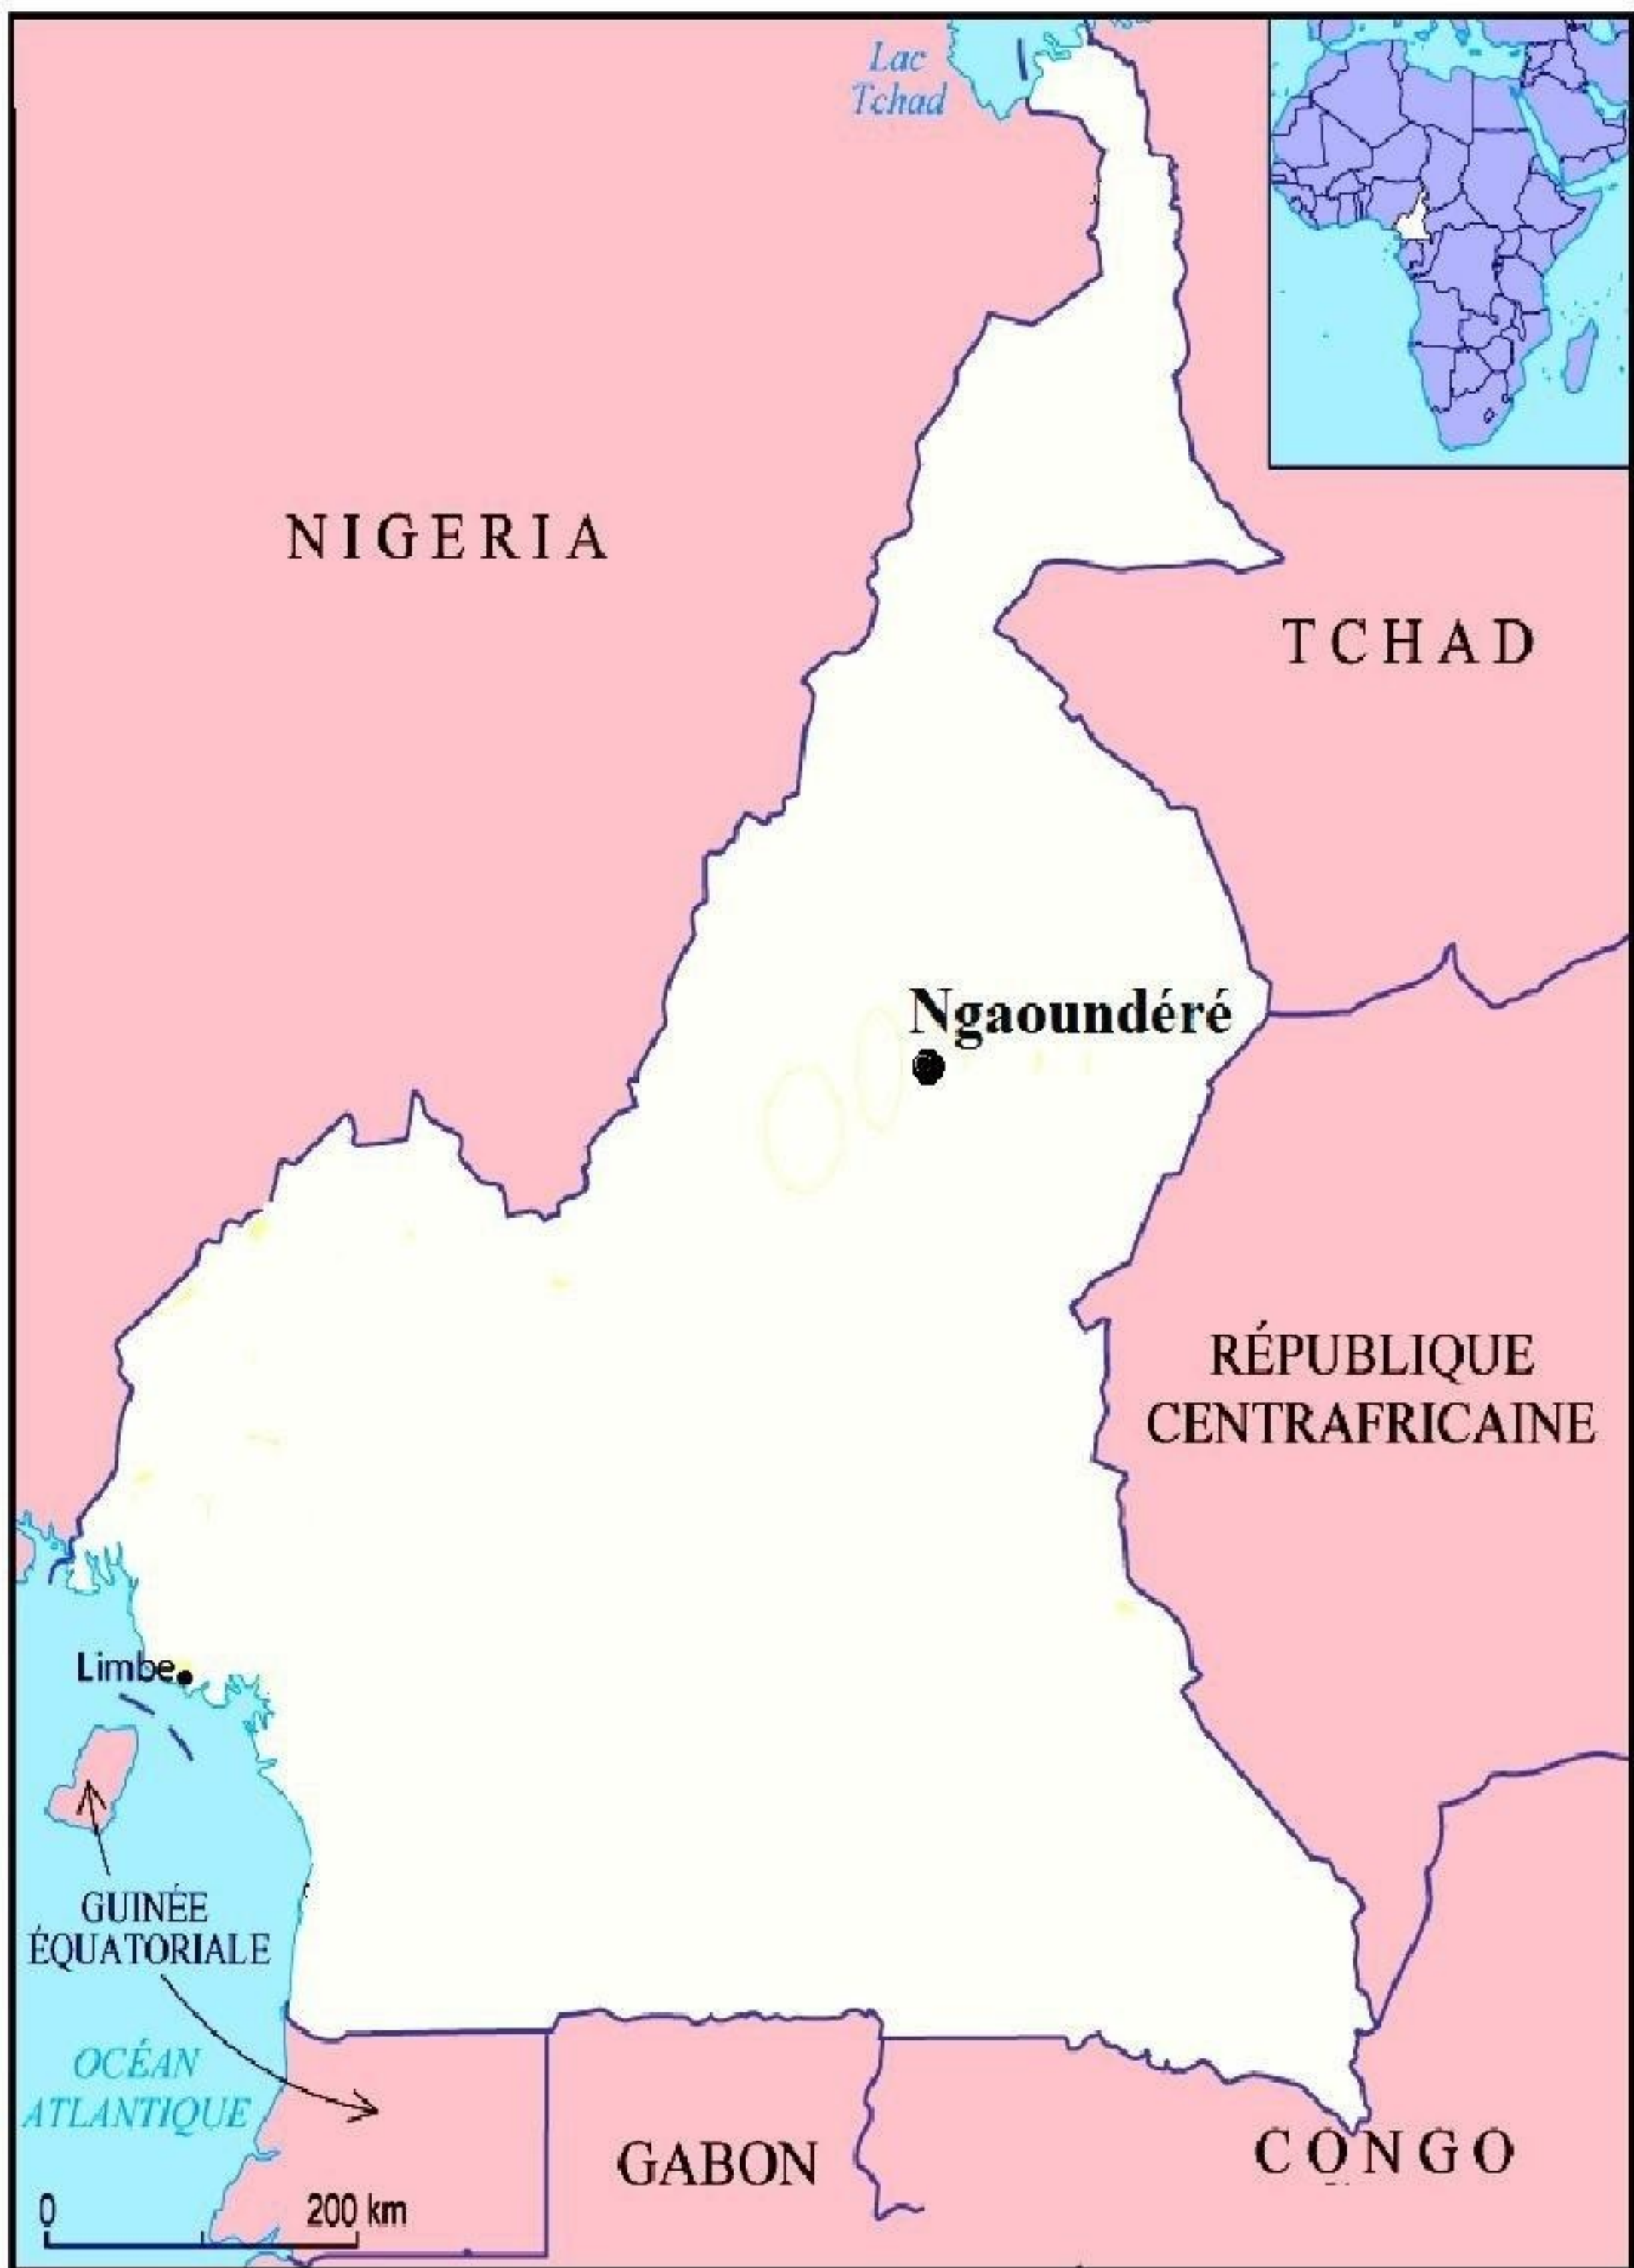 Lac
Tchad
NIGERIA
TCHAD
Ngaoundéré
RÉPUBLIQUE
CENTRAFRICAINE
Limbe
GUINÉE
ÉQUATORIALE
OCÉAN
ATLANTIQUE
GABON
CONGO
0 200 km